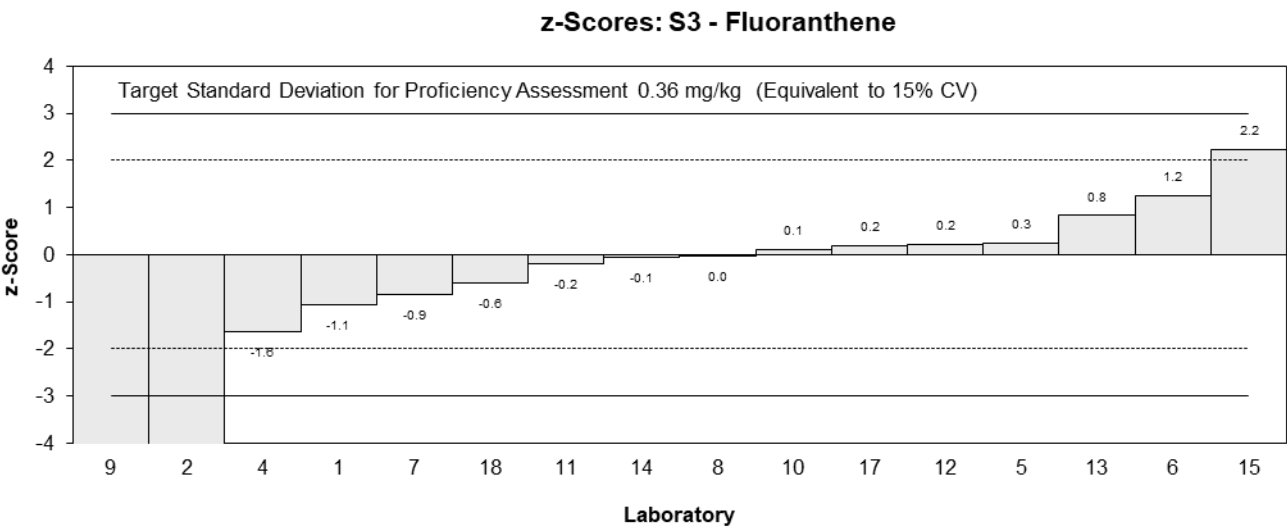 z-Scores: S3 - Fluoranthene
4
Target Standard Deviation for Proficiency Assessment 0.36 mg/kg (Equivalent to 15% CV)
3
2.2
2
1.2
1
0.8
0.1 0.2 0.2 0.3
0
-0.2 -0.1 0.0
-0.6
-1
-0.9
-1.1
-2
-1.6
-3
-4
z-Score
9 2 4 1 7 18 11 14 8 10 17 12 5 13 6 15
Laboratory